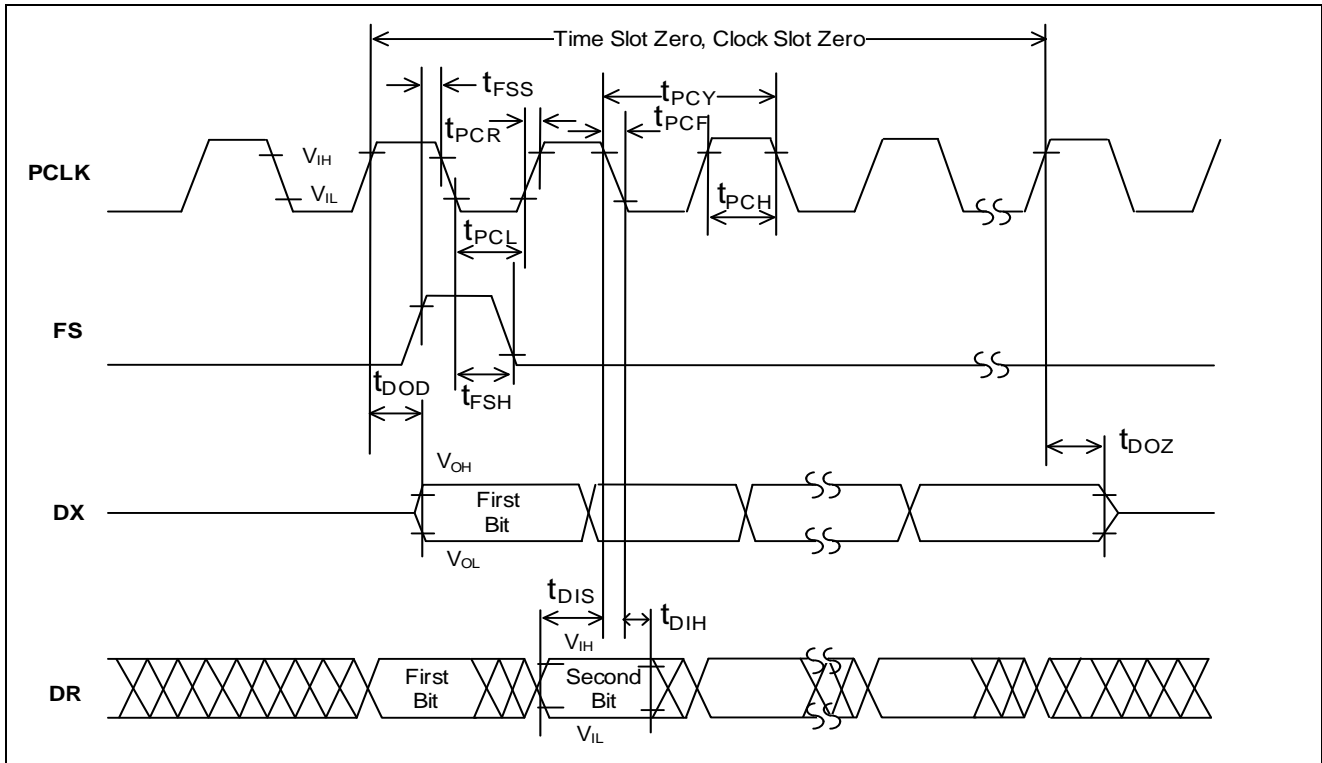 Time Slot Zero, Clock Slot Zero
tFSS
tPCY
tPCF
tPCR
PCLK
VIH
VIL
tPCH
tPCL
FS
tDOD
tFSH
tDOZ
VOH
DX
First
Bit
VOL
tDIS
tDIH
VIH
DR
First
Bit
Second
Bit
VIL